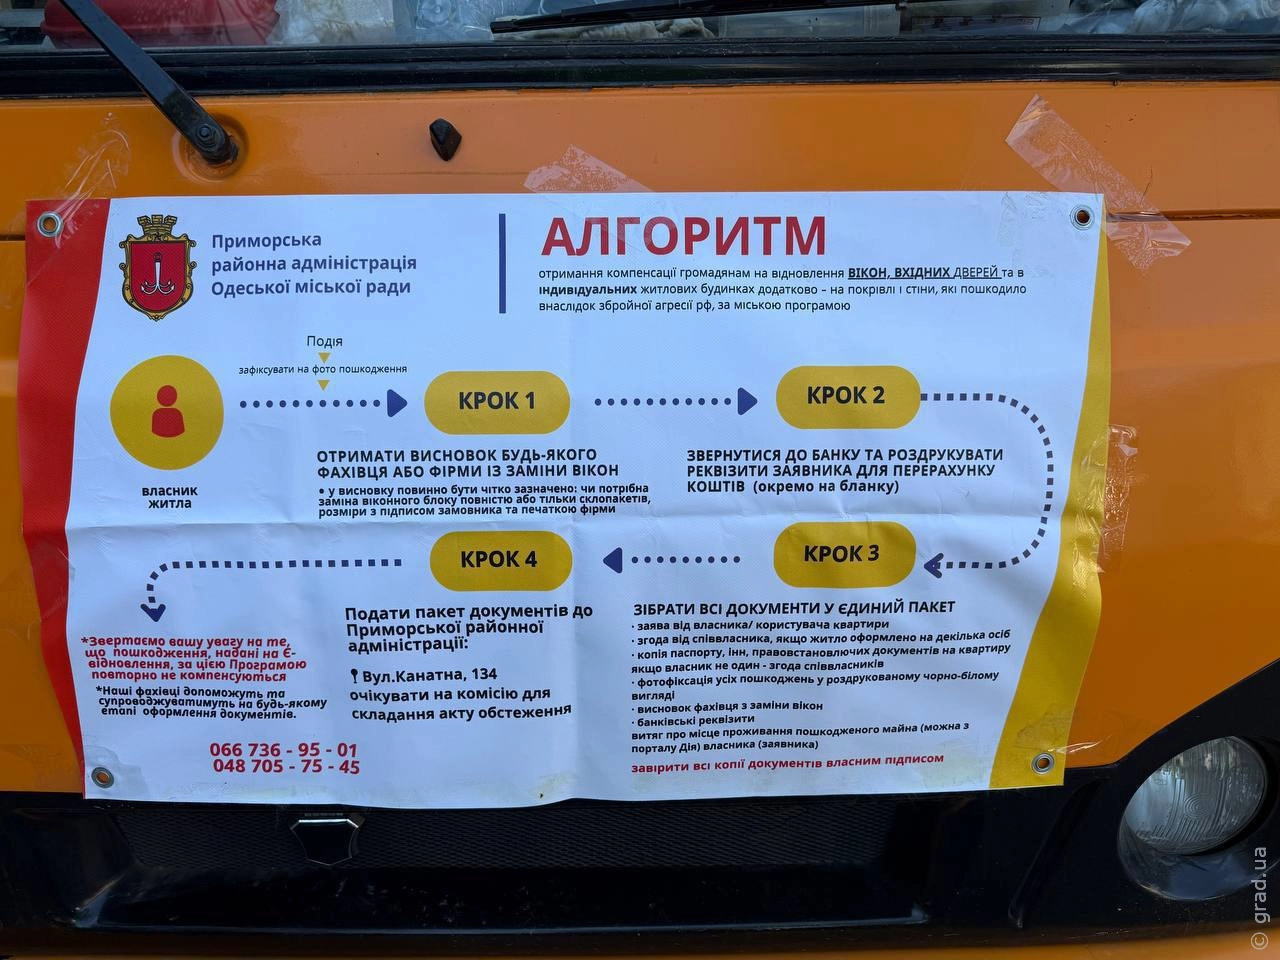 Приморська
районна адміністрація
Одеської міської ради
АЛГОРИТМ
отримання компенсації громадянам на відновлення ВІКОН, ВХІДНИХ ДВЕРЕЙ та в
індивідуальних житлових будинках додатково – на покрівлі і стіни, які пошкодило
внаслідок збройної агресії рф, за міською програмою
Подія
зафіксувати на фото пошкодження
власник
житла
КРОК 1
ОТРИМАТИ ВИСНОВОК БУДЬ-ЯКОГО
ФАХІВЦЯ АБО ФІРМИ ІЗ ЗАМІНИ ВІКОН
• у висновку повинно бути чітко зазначено: чи потрібна
заміна віконного блоку повністю або тільки склопакетів,
розміри з підписом замовника та печаткою фірми
КРОК 2
ЗВЕРНУТИСЯ ДО БАНКУ ТА РОЗДРУКУВАТИ
РЕКВІЗИТИ ЗАЯВНИКА ДЛЯ ПЕРЕРАХУНКУ
КОШТІВ (окремо на бланку)
КРОК 3
ЗІБРАТИ ВСІ ДОКУМЕНТИ У ЄДИНИЙ ПАКЕТ
· заява від власника/ користувача квартири
· згода від співвласника, якщо житло оформлено на декілька осіб
· копія паспорту, інн, правовстановлючих документів на квартиру
якщо власник не один - згода співвласників
· фотофіксація усіх пошкоджень у роздрукованому чорно-білому
вигляді
· висновок фахівця з заміни вікон
· банківські реквізити
витяг про місце проживання пошкодженого майна (можна з
порталу Дія) власника (заявника)
завірити всі копії документів власним підписом
КРОК 4
Подати пакет документів до
Приморської районної
адміністрації:
Вул.Канатна, 134
очікувати на комісію для
складання акту обстеження
*Звертаємо вашу увагу на те,
що пошкодження, надані на Є-
відновлення, за цією Програмою
повторно не компенсуються
*Наші фахівці допоможуть та
супроводжуватимуть на будь-якому
етапі оформлення документів.
066 736 - 95 - 01
048 705 - 75 - 45
© grad.ua